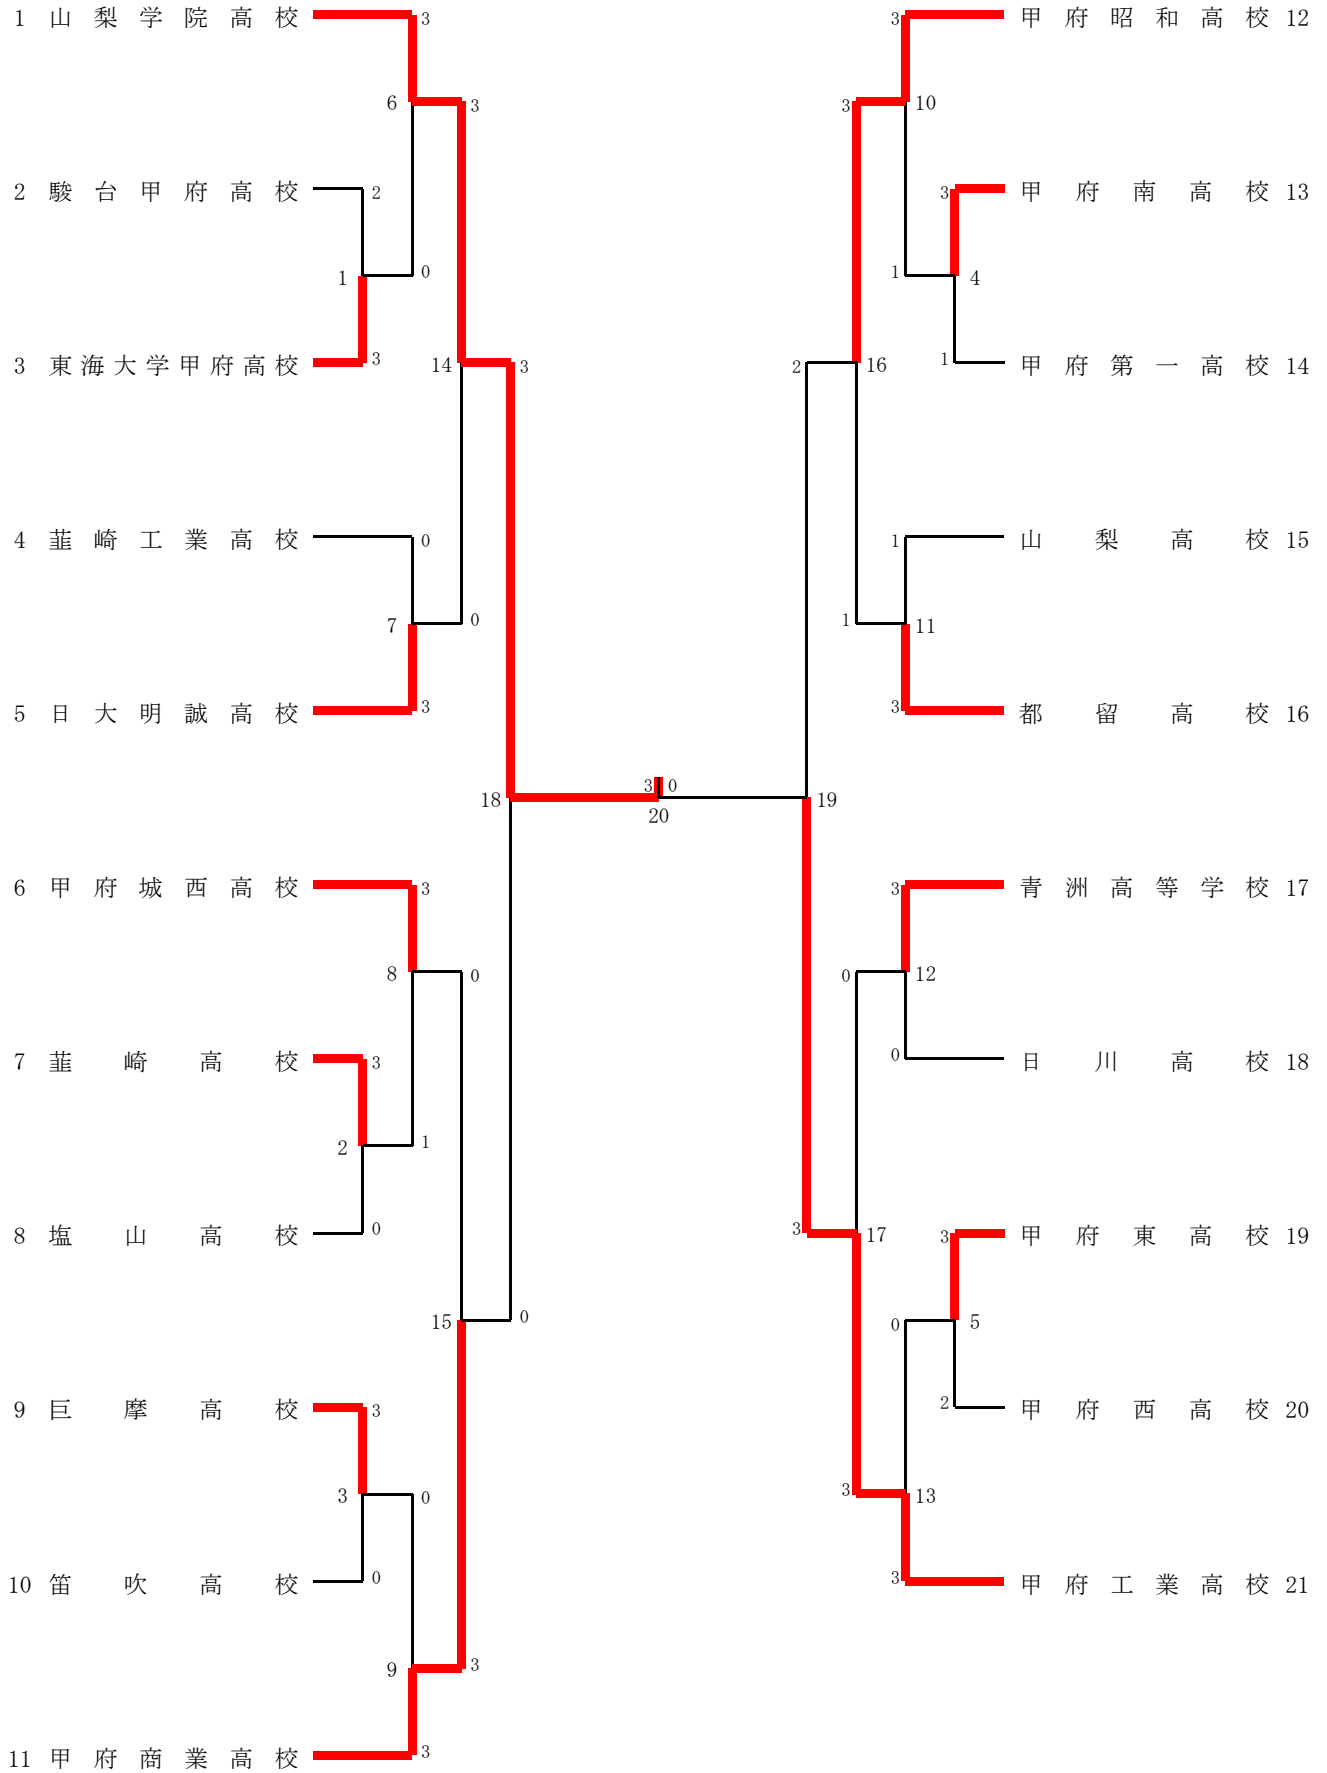 1 山梨学院高校 3
3 甲府昭和高校 12
6 3
3 10
2 駿台甲府高校 2
3 甲府南高校 13
1 0
1 4
3 東海大学甲府高校 3
14 3
2 16
1 甲府第一高校 14
4 韮崎工業高校 0
1 山梨高校 15
7 0
1 11
5 日大明誠高校 3
3 都留高校 16
18 3 0 19
20
6 甲府城西高校 3
3 青洲高等学校 17
8 0
0 12
7 韮崎高校 3
0 日川高校 18
2 1
8 塩山高校 0
3 17
3 甲府東高校 19
15 0
0 5
9 巨摩高校 3
2 甲府西高校 20
3 0
3 13
10 笛吹高校 0
3 甲府工業高校 21
9 3
11 甲府商業高校 3